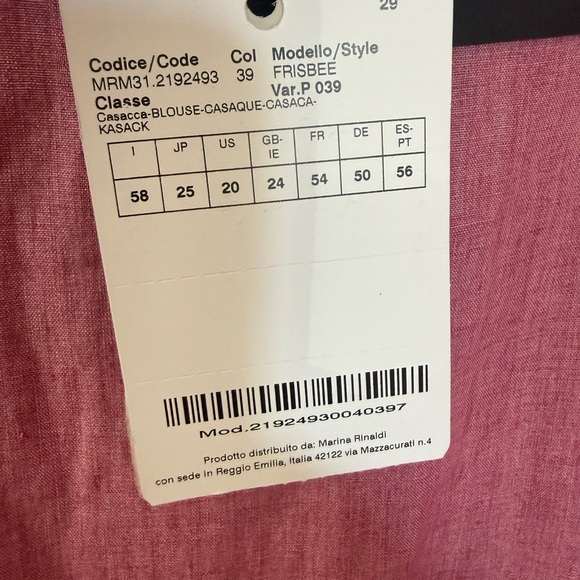 29
Codice/Code Col Modello/Style
MRM31.2192493 39 FRISBEE
Classe Var.P 039
Casacca-BLOUSE-CASAQUE-CASACA-
KASACK
I JP US GB-IE FR DE ES-PT
58 25 20 24 54 50 56
Mod.21924930040397
Prodotto distribuito da: Marina Rinaldi
con sede in Reggio Emilia, Italia 42122 via Mazzacurati n.4